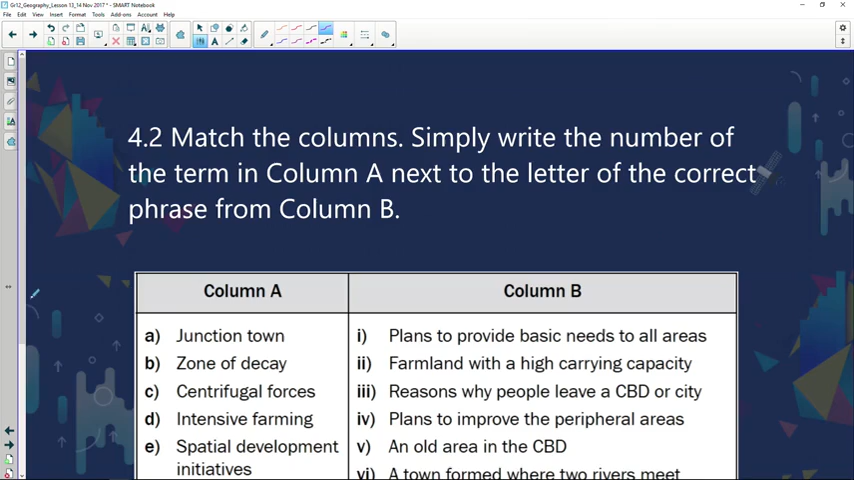 Gr12_Geography_Lesson 13_14 Nov 2017 * - SMART Notebook
File Edit View Insert Format Tools Add-ons Account Help
4.2 Match the columns. Simply write the number of
the term in Column A next to the letter of the correct
phrase from Column B.
Column A Column B
a) Junction town i) Plans to provide basic needs to all areas
b) Zone of decay ii) Farmland with a high carrying capacity
c) Centrifugal forces iii) Reasons why people leave a CBD or city
d) Intensive farming iv) Plans to improve the peripheral areas
e) Spatial development v) An old area in the CBD
initiatives vi) A town formed where two rivers meet